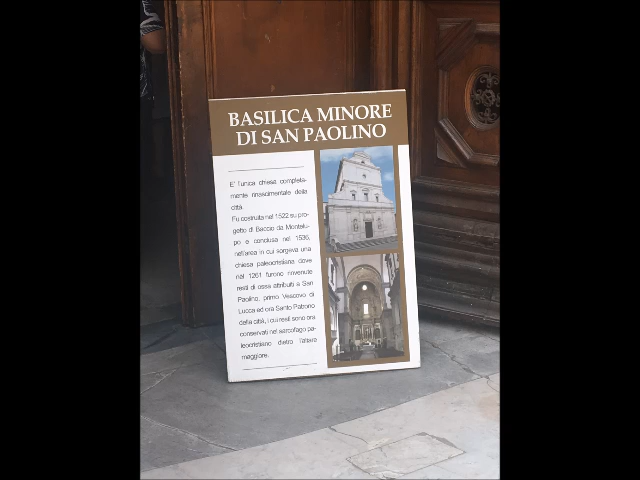 BASILICA MINORE
DI SAN PAOLINO
E' l'unica chiesa completa-
mente rinascimentale della
città.
Fu costruita nel 1522 su pro-
getto di Baccio da Montelu-
po e conclusa nel 1536,
nell'area in cui sorgeva una
chiesa paleocristiana dove
nel 1261 furono rinvenute
resti di ossa attribuiti a San
Paolino, primo Vescovo di
Lucca ed ora Santo Patrono
della città, i cui resti sono ora
conservati nel sarcofago pa-
leocristiano dietro l'altare
maggiore.